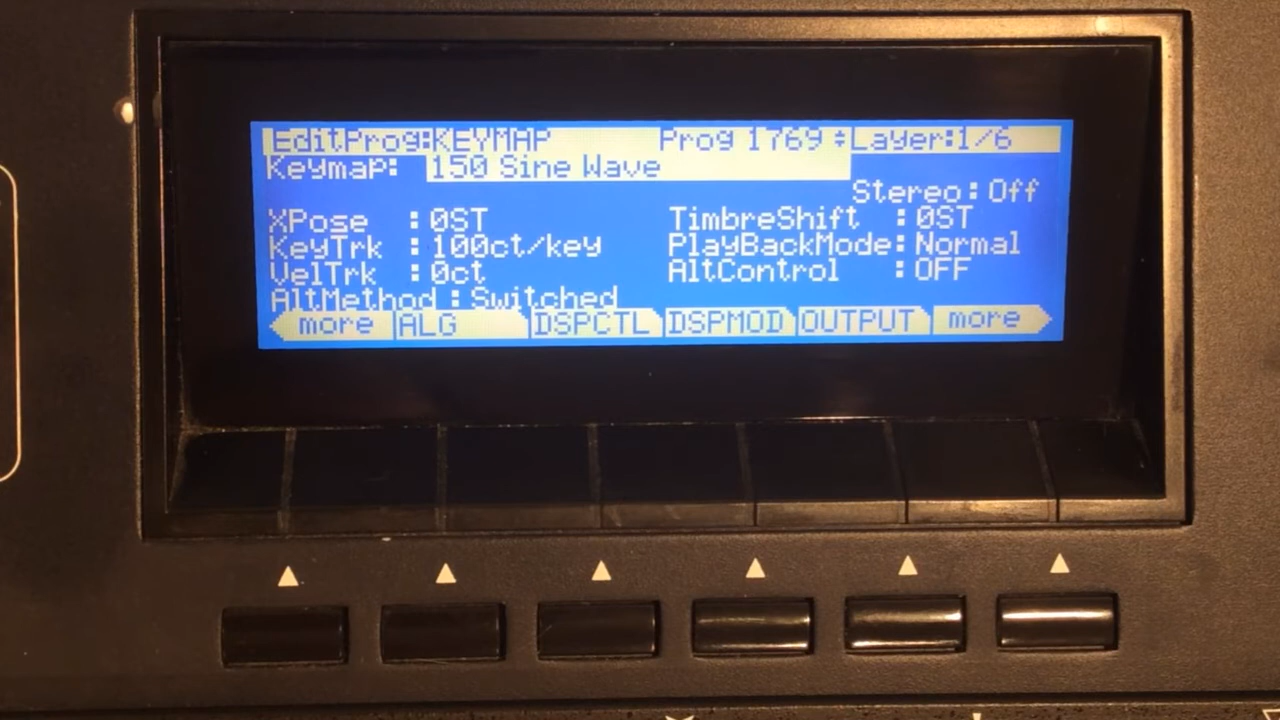 EditProg:KEYMAP Prog 1769 Layer:1/6
Keymap: 150 Sine Wave
Stereo:Off
XPose :0ST TimbreShift :0ST
KeyTrk :100ct/key PlayBackMode:Normal
VelTrk :0ct AltControl :OFF
AltMethod :Switched
more ALG DSPCTL DSPMOD OUTPUT more